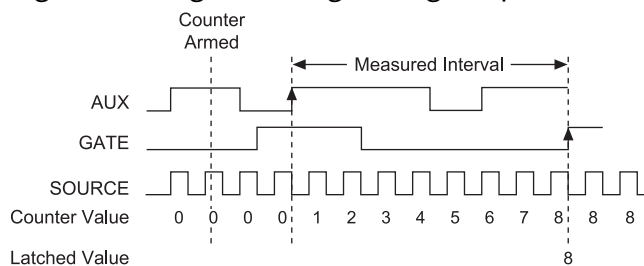 Counter
Armed
Measured Interval
AUX
GATE
SOURCE
Counter Value 0 0 0 0 1 2 3 4 5 6 7 8 8 8
Latched Value 8